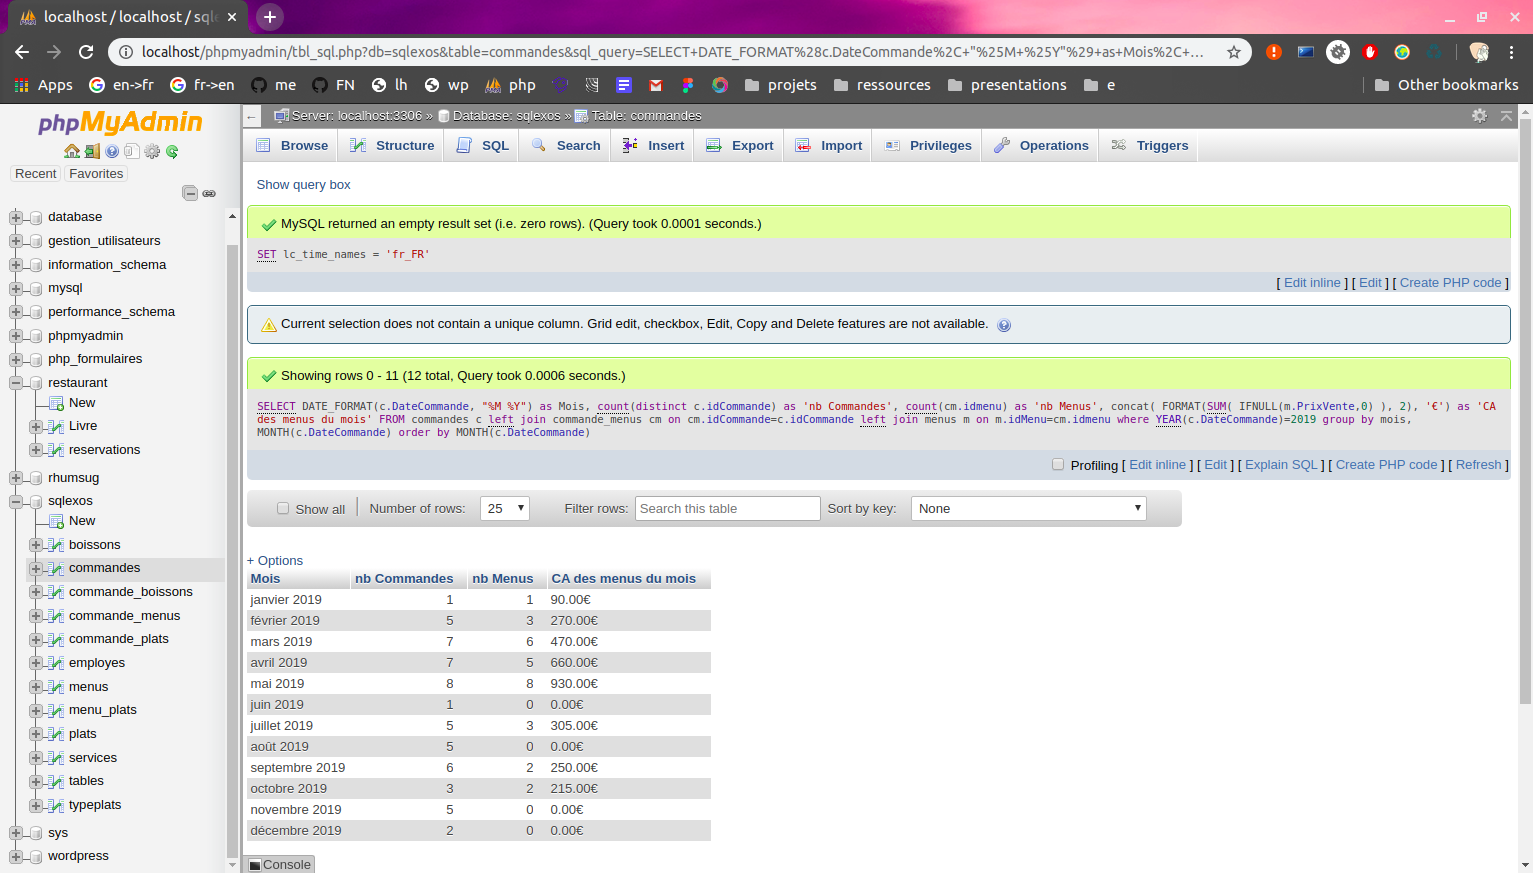 localhost / localhost / sqle
localhost/phpmyadmin/tbl_sql.php?db=sqlexos&table=commandes&sql_query=SELECT+DATE_FORMAT%28c.DateCommande%2C+"%25M+%25Y"%29+as+Mois%2C+...
Apps en->fr fr->en me FN lh wp php projets ressources presentations e Other bookmarks
phpMyAdmin
Recent Favorites
database
gestion_utilisateurs
information_schema
mysql
performance_schema
phpmyadmin
php_formulaires
restaurant
New
Livre
reservations
rhumsug
sqlexos
New
boissons
commandes
commande_boissons
commande_menus
commande_plats
employes
menus
menu_plats
plats
services
tables
typeplats
sys
wordpress
← Server: localhost:3306 » Database: sqlexos » Table: commandes
Browse Structure SQL Search Insert Export Import Privileges Operations Triggers
Show query box
MySQL returned an empty result set (i.e. zero rows). (Query took 0.0001 seconds.)
SET lc_time_names = 'fr_FR'
[ Edit inline ] [ Edit ] [ Create PHP code ]
Current selection does not contain a unique column. Grid edit, checkbox, Edit, Copy and Delete features are not available.
Showing rows 0 - 11 (12 total, Query took 0.0006 seconds.)
SELECT DATE_FORMAT(c.DateCommande, "%M %Y") as Mois, count(distinct c.idCommande) as 'nb Commandes', count(cm.idmenu) as 'nb Menus', concat( FORMAT(SUM( IFNULL(m.PrixVente,0) ), 2), '€') as 'CA
des menus du mois' FROM commandes c left join commande_menus cm on cm.idCommande=c.idCommande left join menus m on m.idMenu=cm.idmenu where YEAR(c.DateCommande)=2019 group by mois,
MONTH(c.DateCommande) order by MONTH(c.DateCommande)
Profiling [ Edit inline ] [ Edit ] [ Explain SQL ] [ Create PHP code ] [ Refresh ]
Show all Number of rows: 25 Filter rows: Search this table Sort by key: None
+ Options
Mois nb Commandes nb Menus CA des menus du mois
janvier 2019 1 1 90.00€
février 2019 5 3 270.00€
mars 2019 7 6 470.00€
avril 2019 7 5 660.00€
mai 2019 8 8 930.00€
juin 2019 1 0 0.00€
juillet 2019 5 3 305.00€
août 2019 5 0 0.00€
septembre 2019 6 2 250.00€
octobre 2019 3 2 215.00€
novembre 2019 5 0 0.00€
décembre 2019 2 0 0.00€
Console